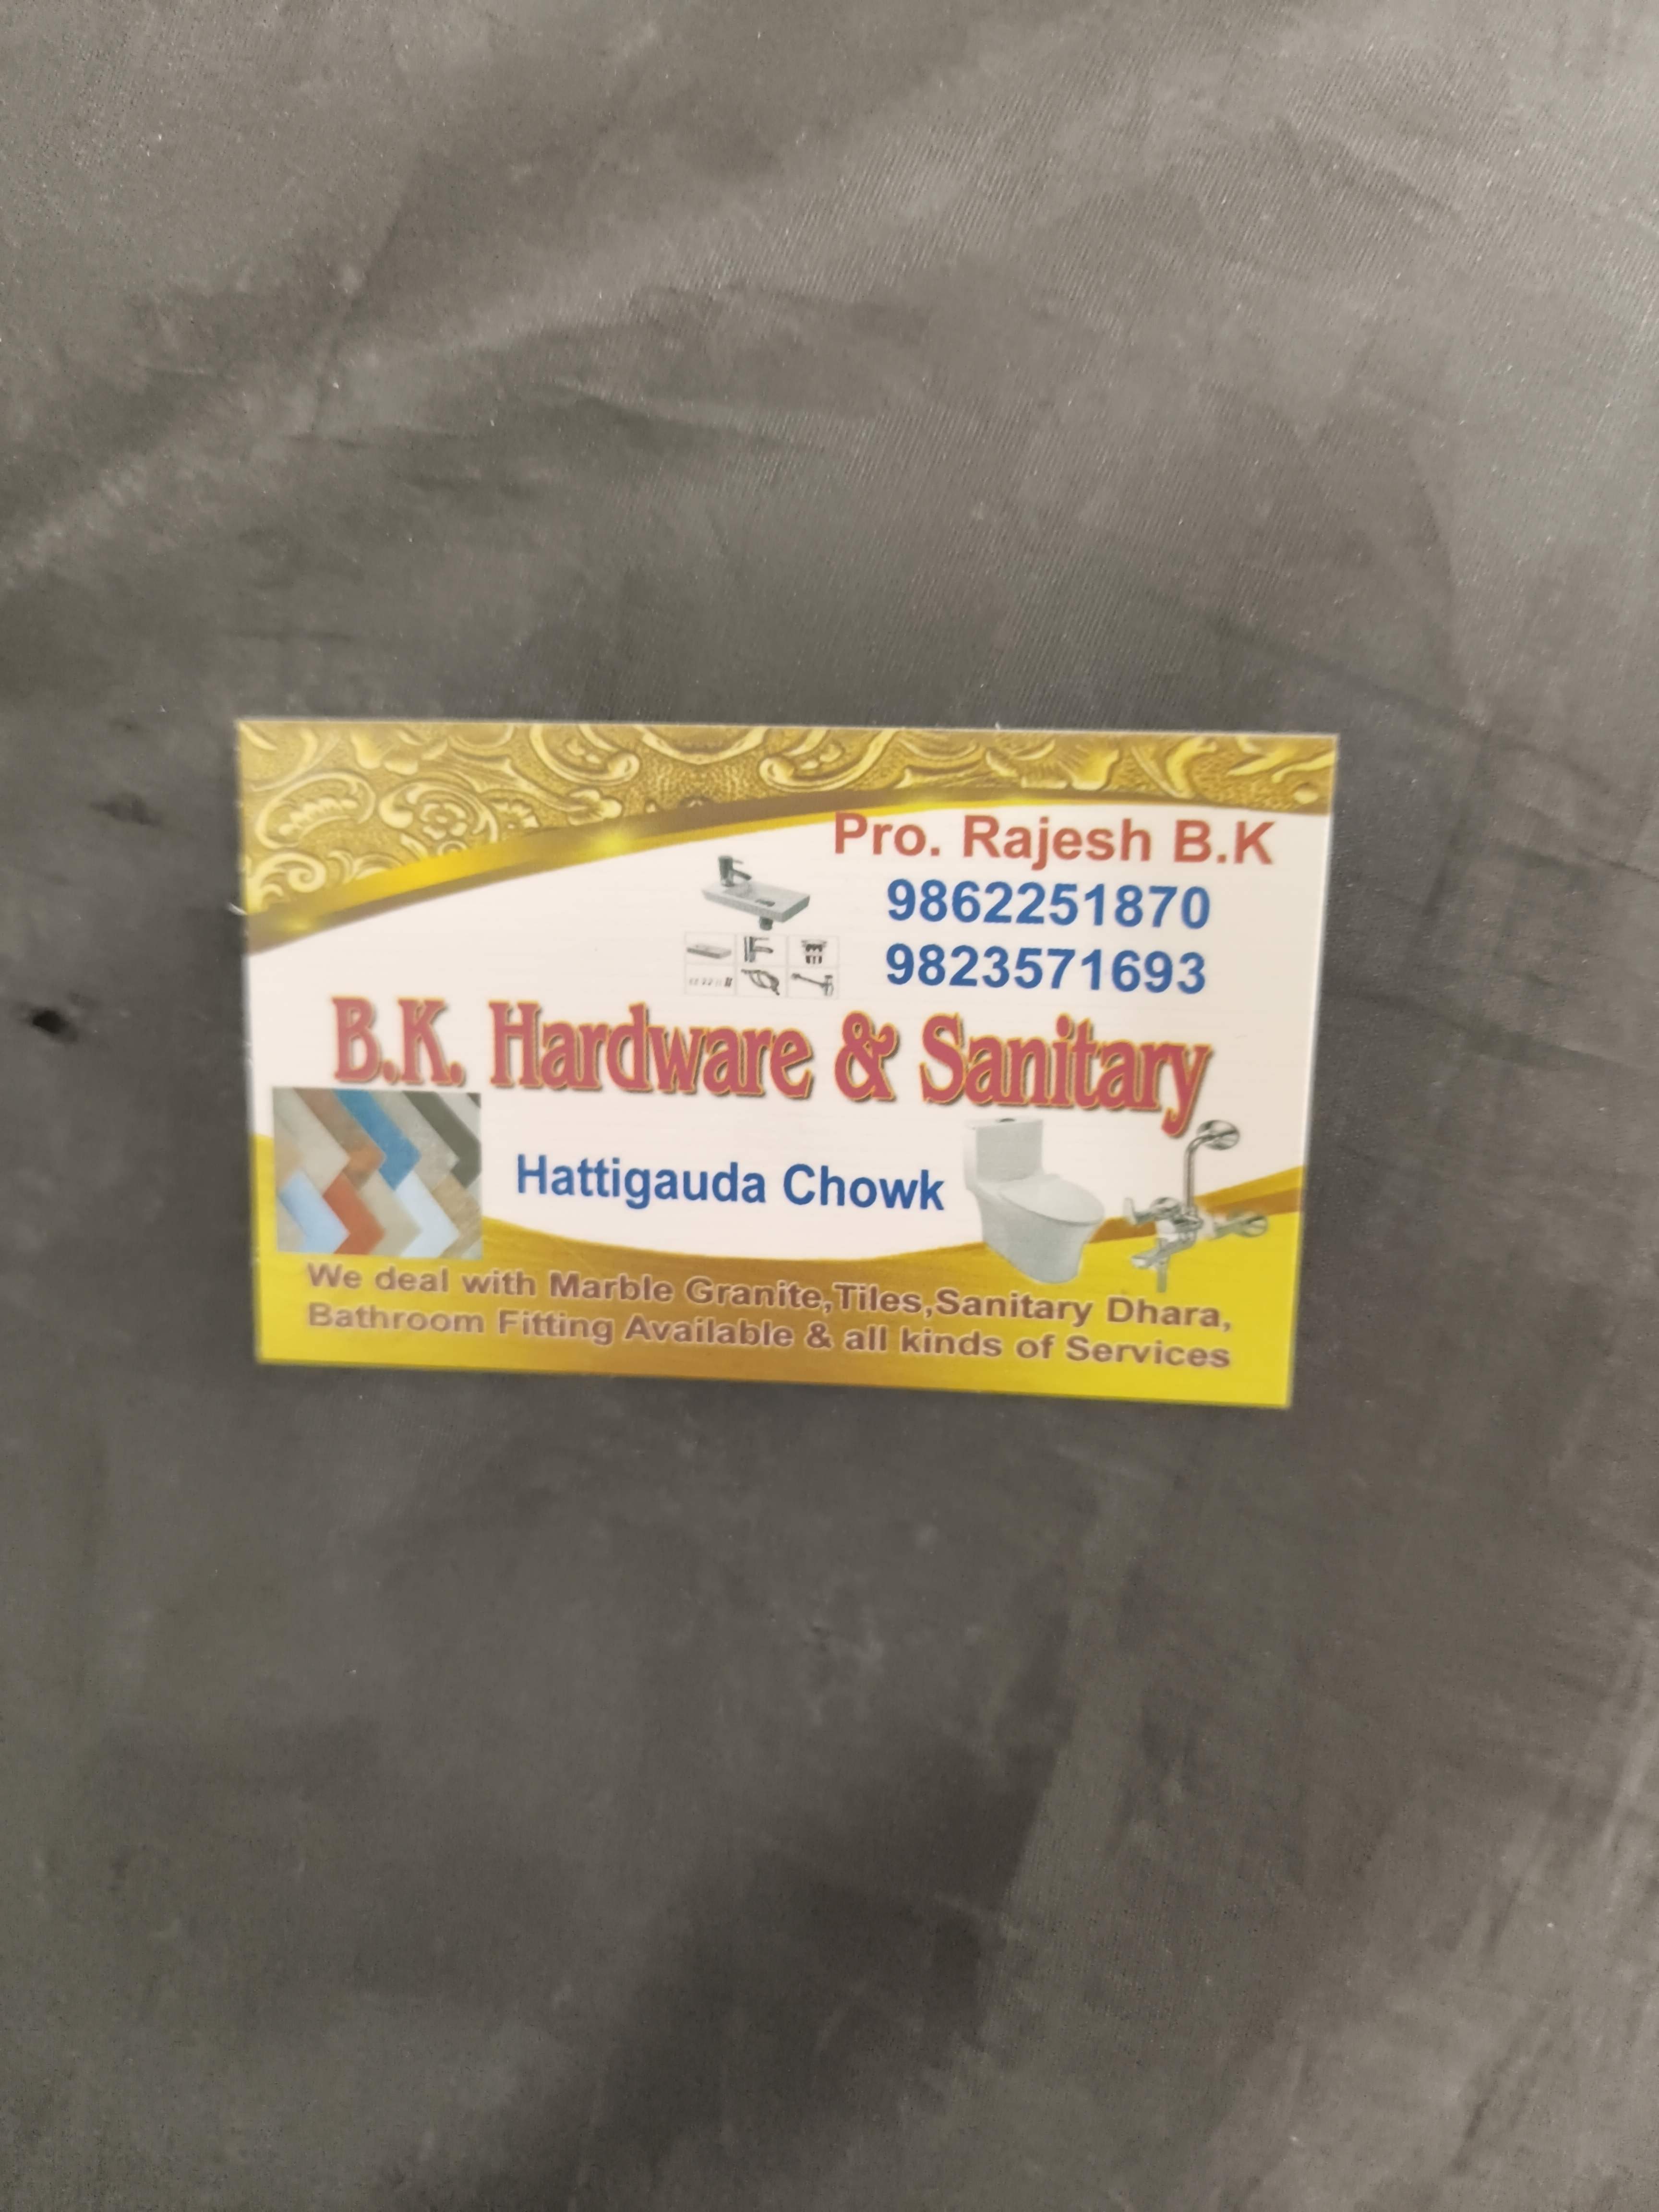 Pro. Rajesh B.K
9862251870
9823571693
B.K. Hardware & Sanitary
Hattigauda Chowk
We deal with Marble Granite,Tiles,Sanitary Dhara,
Bathroom Fitting Available & all kinds of Services